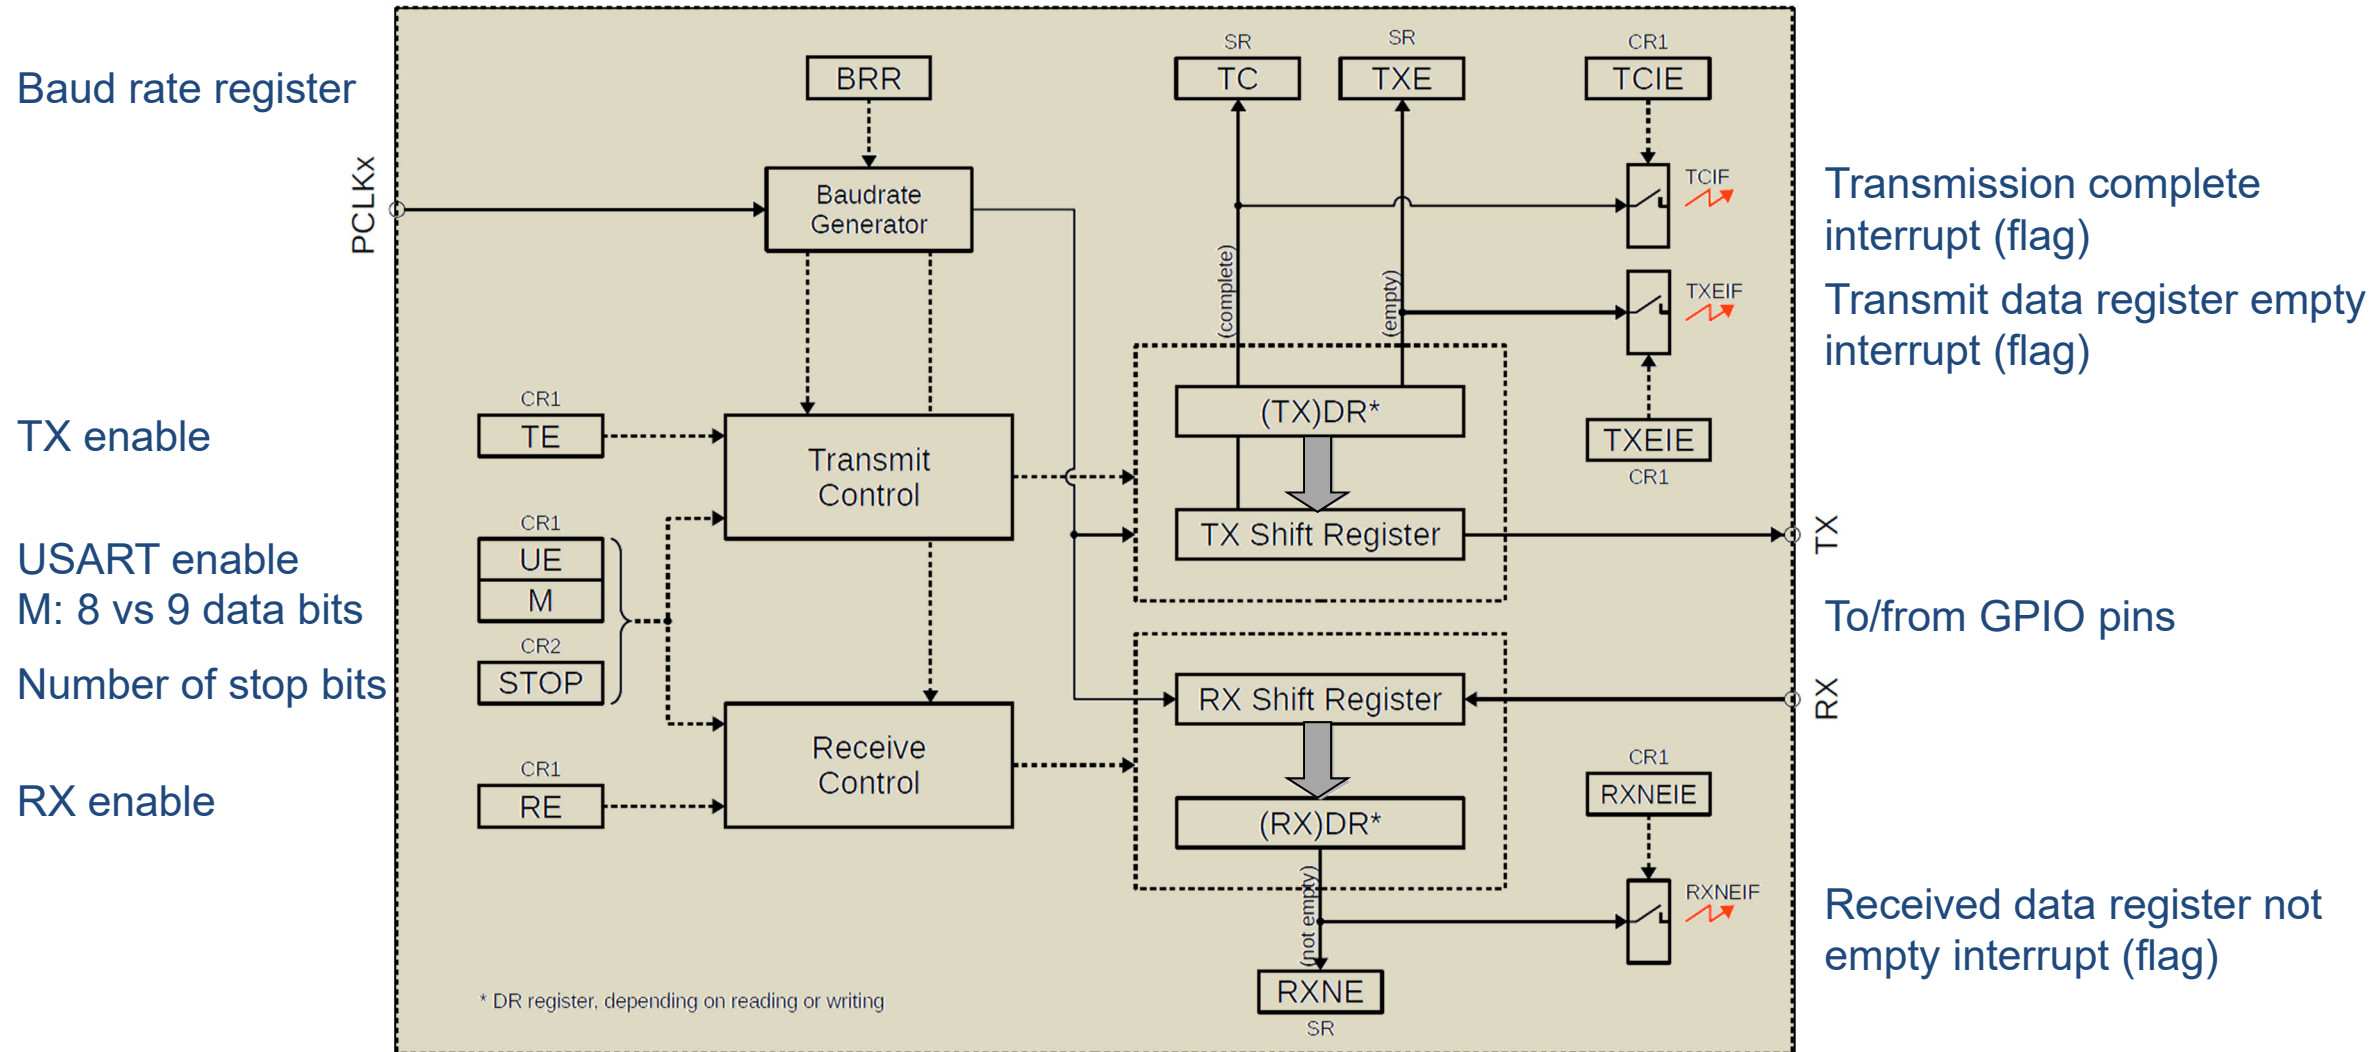 Baud rate register
PCLKx
TX enable
USART enable
M: 8 vs 9 data bits
Number of stop bits
RX enable
BRR
Baudrate
Generator
CR1
TE
CR1
UE
M
CR2
STOP
CR1
RE
Transmit
Control
Receive
Control
SR
TC
SR
TXE
CR1
TCIE
(complete)
(empty)
TCIF
TXEIF
TXEIE
CR1
(TX)DR*
TX Shift Register
RX Shift Register
(RX)DR*
(not empty)
RXNE
SR
CR1
RXNEIE
RXNEIF
* DR register, depending on reading or writing
TX
RX
Transmission complete
interrupt (flag)
Transmit data register empty
interrupt (flag)
To/from GPIO pins
Received data register not
empty interrupt (flag)